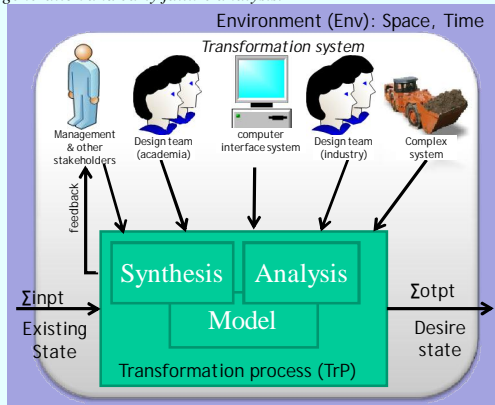 Environment (Env): Space, Time
Transformation system
Management
& other
stakeholders
Design team
(academia)
computer
interface system
Design team
(industry)
Complex
system
feedback
Synthesis
Analysis
Model
Σinpt
Existing
State
Σotpt
Desire
state
Transformation process (TrP)